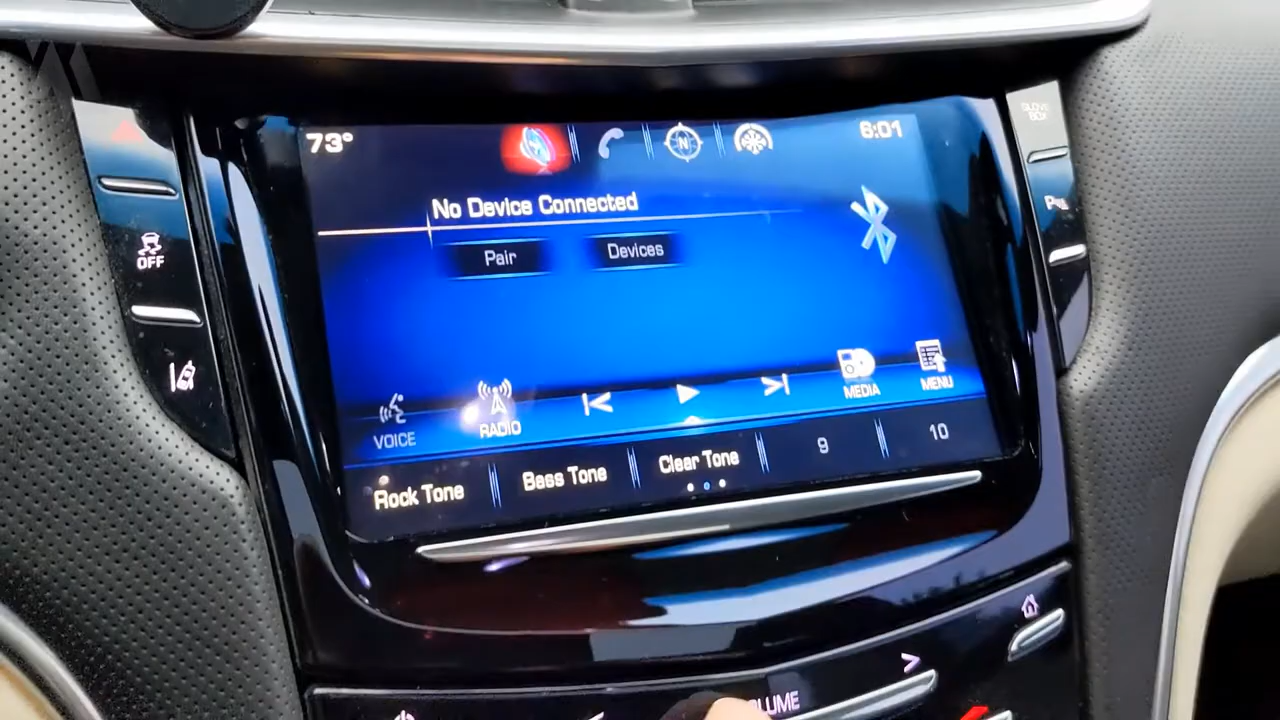 73°
N
6:01
GLOVE
BOX
No Device Connected
Pair
Devices
OFF
VOICE
RADIO
MEDIA
MENU
Rock Tone
Bass Tone
Clear Tone
9
10